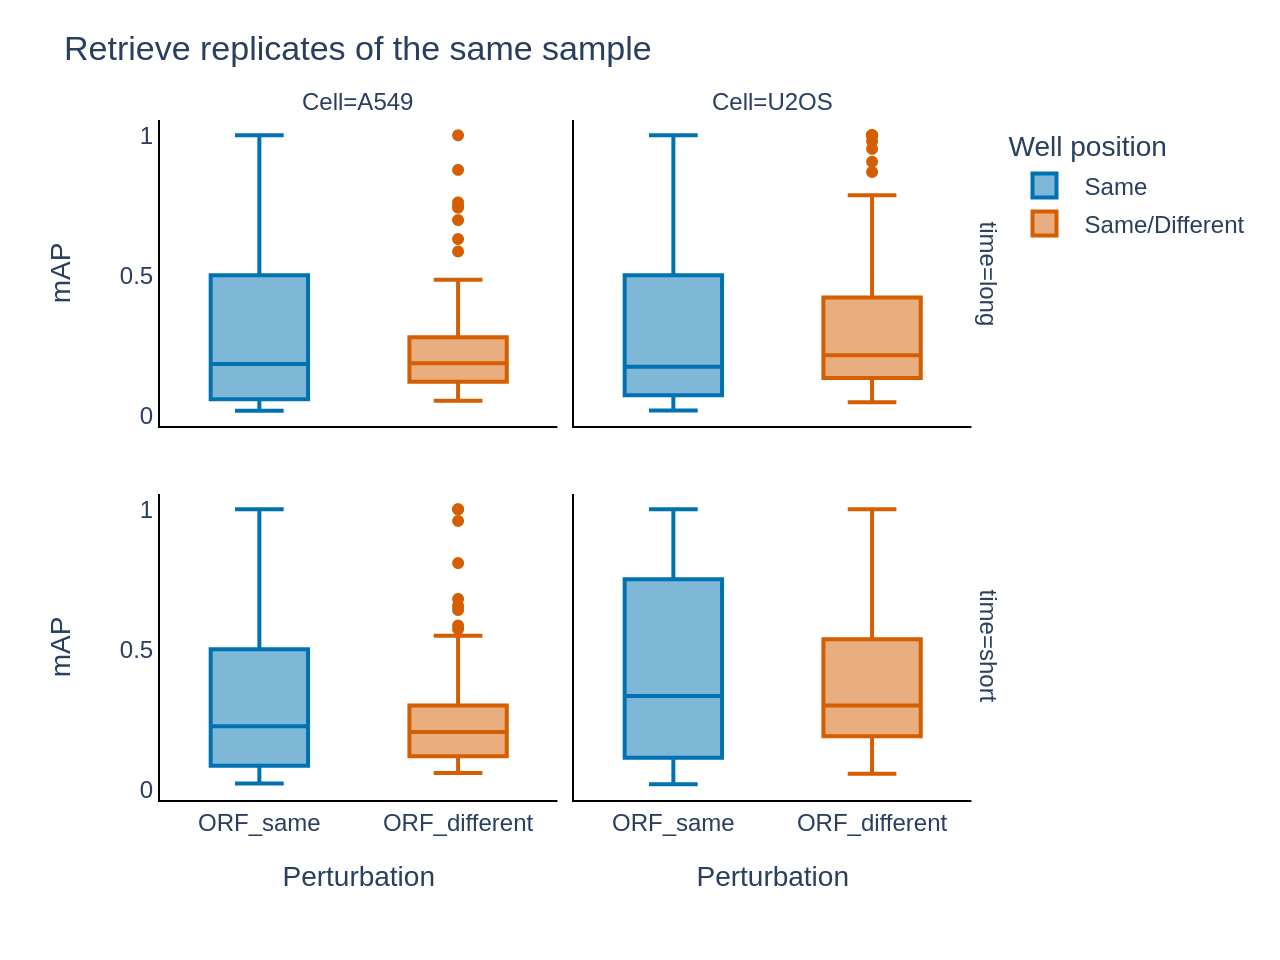 Retrieve replicates of the same sample
Cell=A549
Cell=U2OS
1
0.5
0
mAP
time=long
Well position
Same
Same/Different
1
0.5
0
mAP
time=short
ORF_same
ORF_different
ORF_same
ORF_different
Perturbation
Perturbation